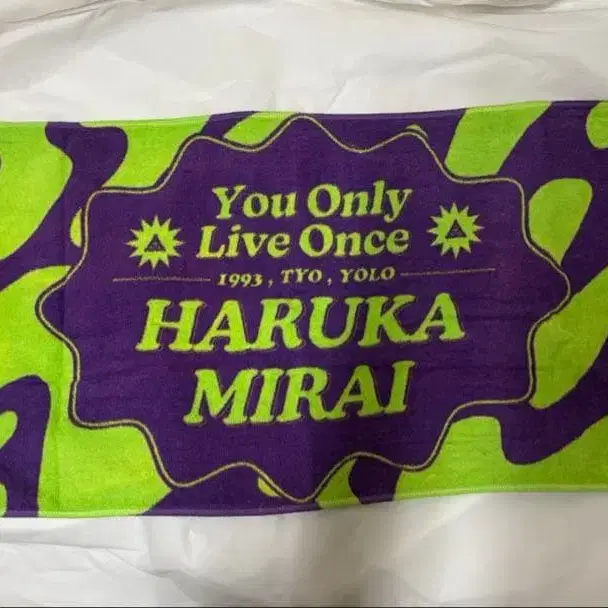 You Only
Live Once
1993, TYO, YOLO
HARUKA
MIRAI